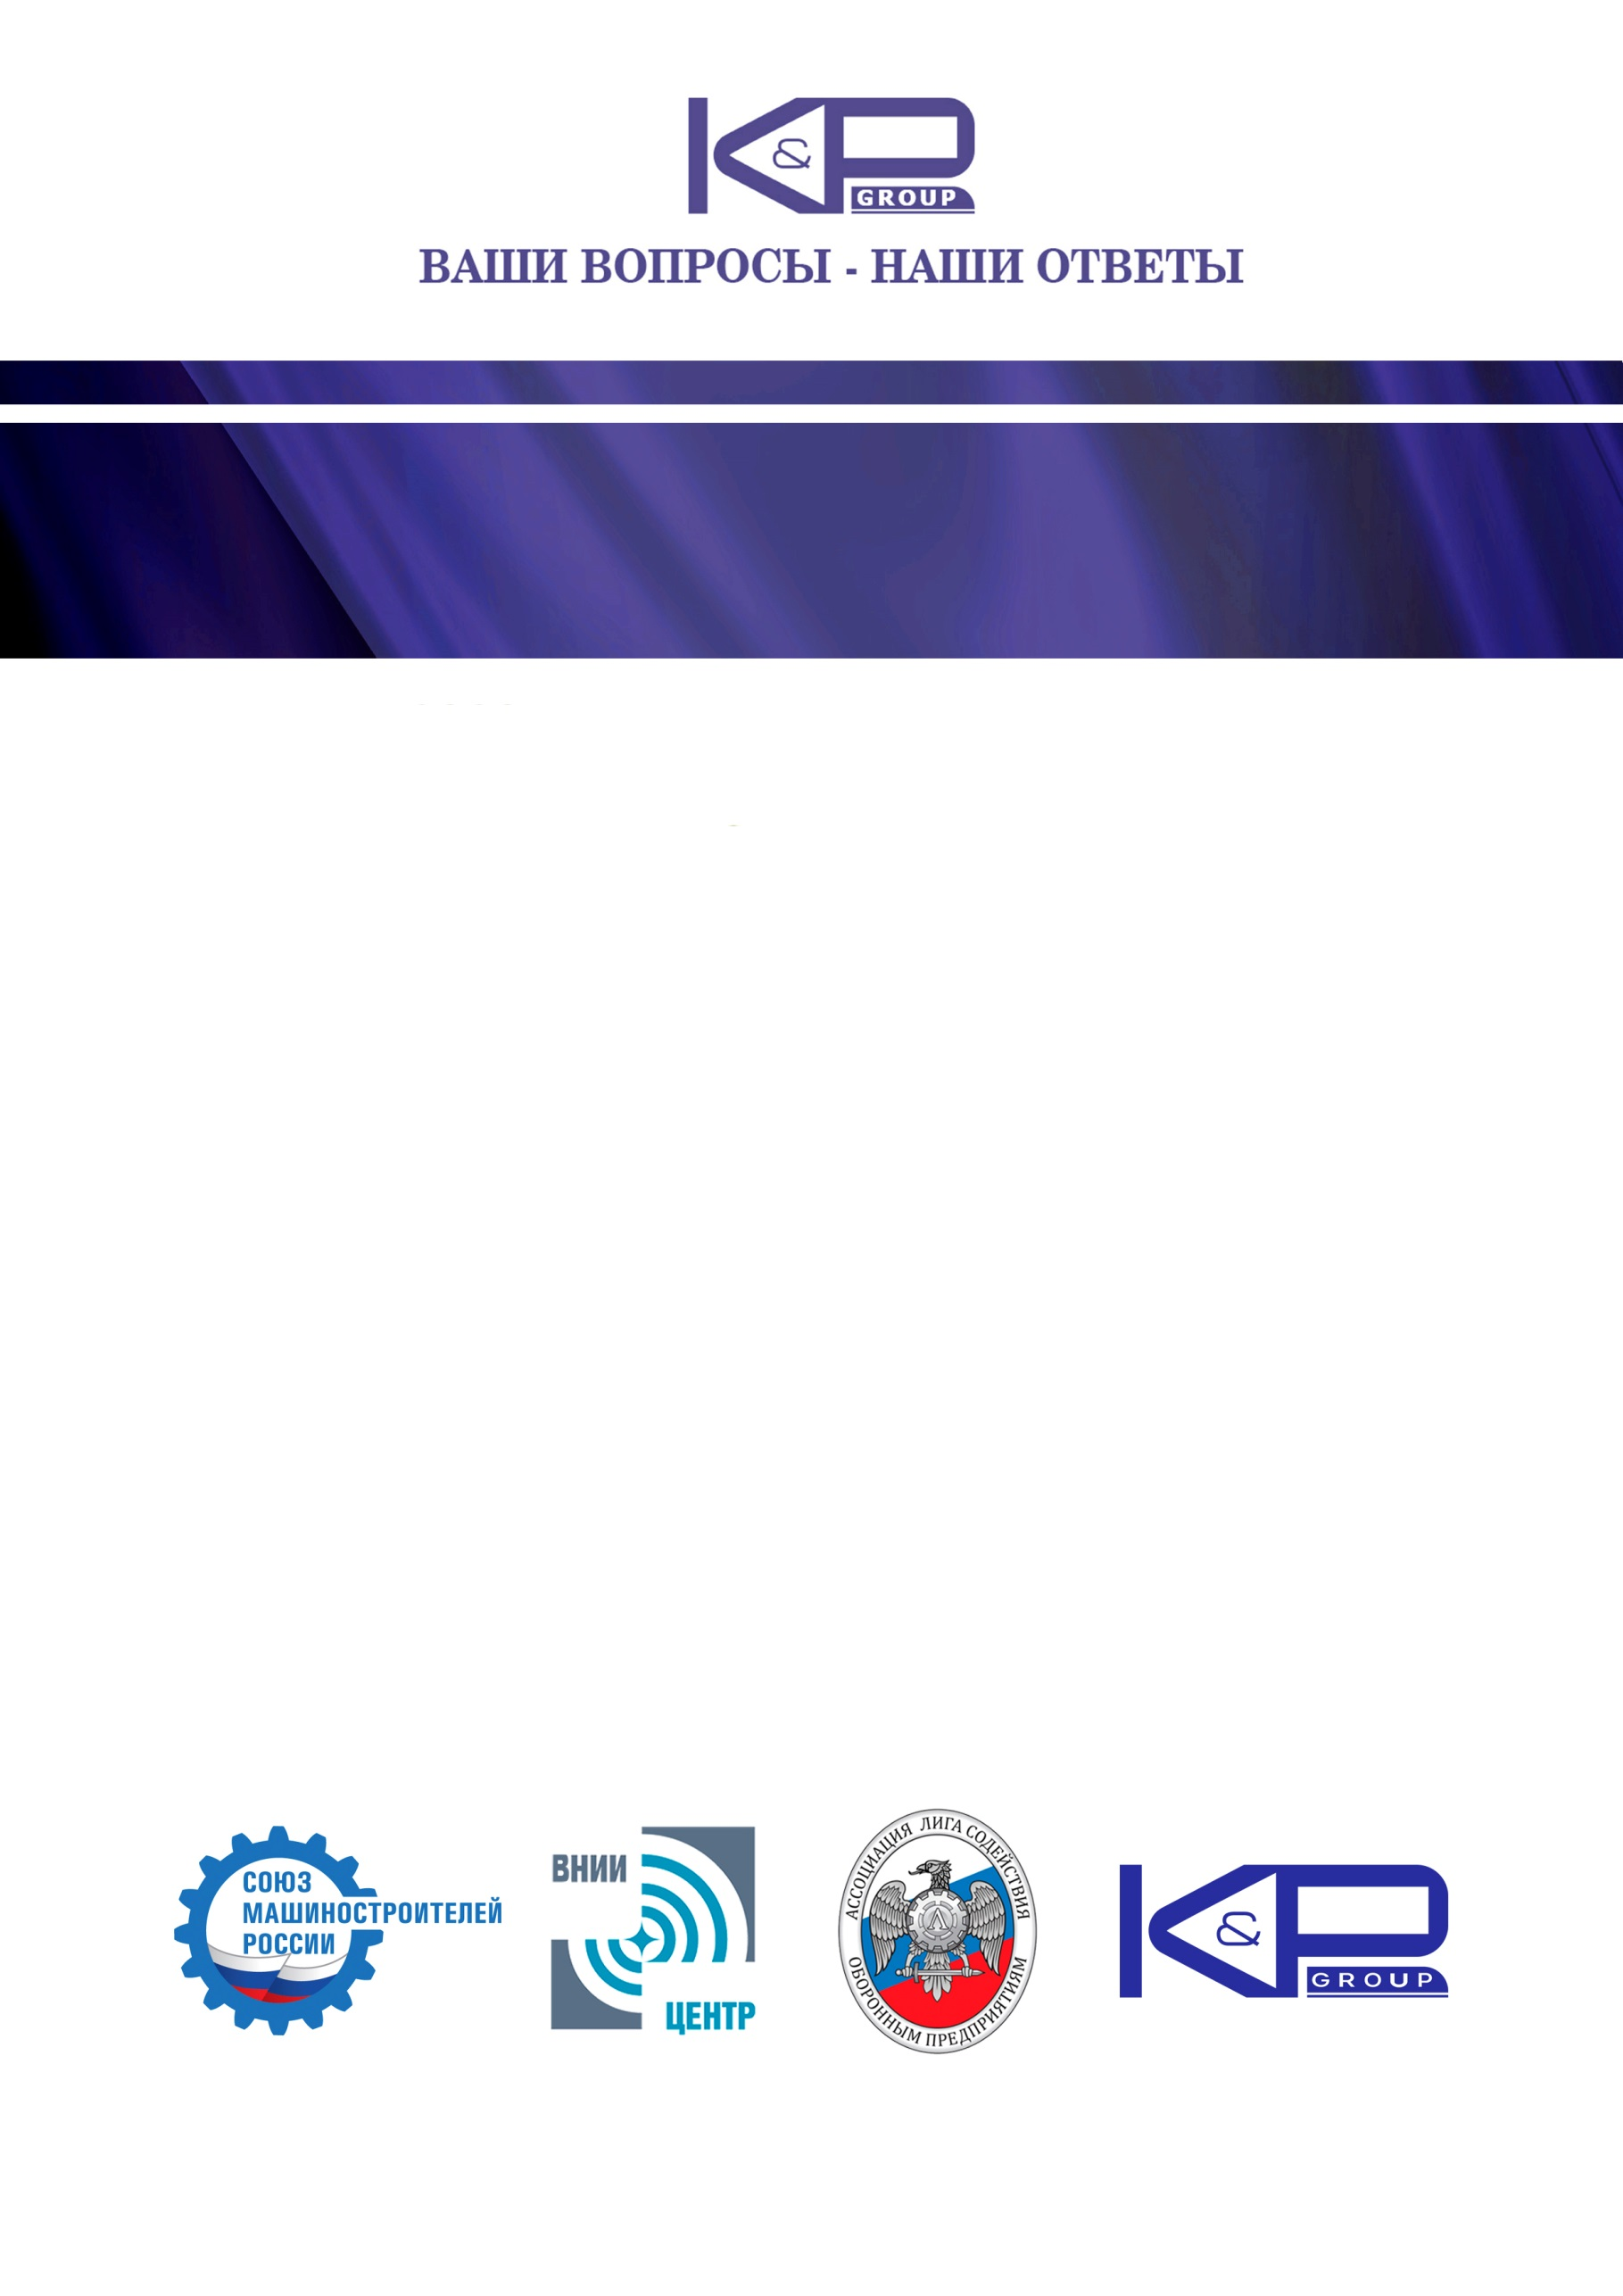 K&P
GROUP
ВАШИ ВОПРОСЫ - НАШИ ОТВЕТЫ
СОЮЗ
МАШИНОСТРОИТЕЛЕЙ
РОССИИ
ВНИИ
ЦЕНТР
АССОЦИАЦИЯ ЛИГА СОДЕЙСТВИЯ
ОБОРОННЫМ ПРЕДПРИЯТИЯМ
K&P
GROUP